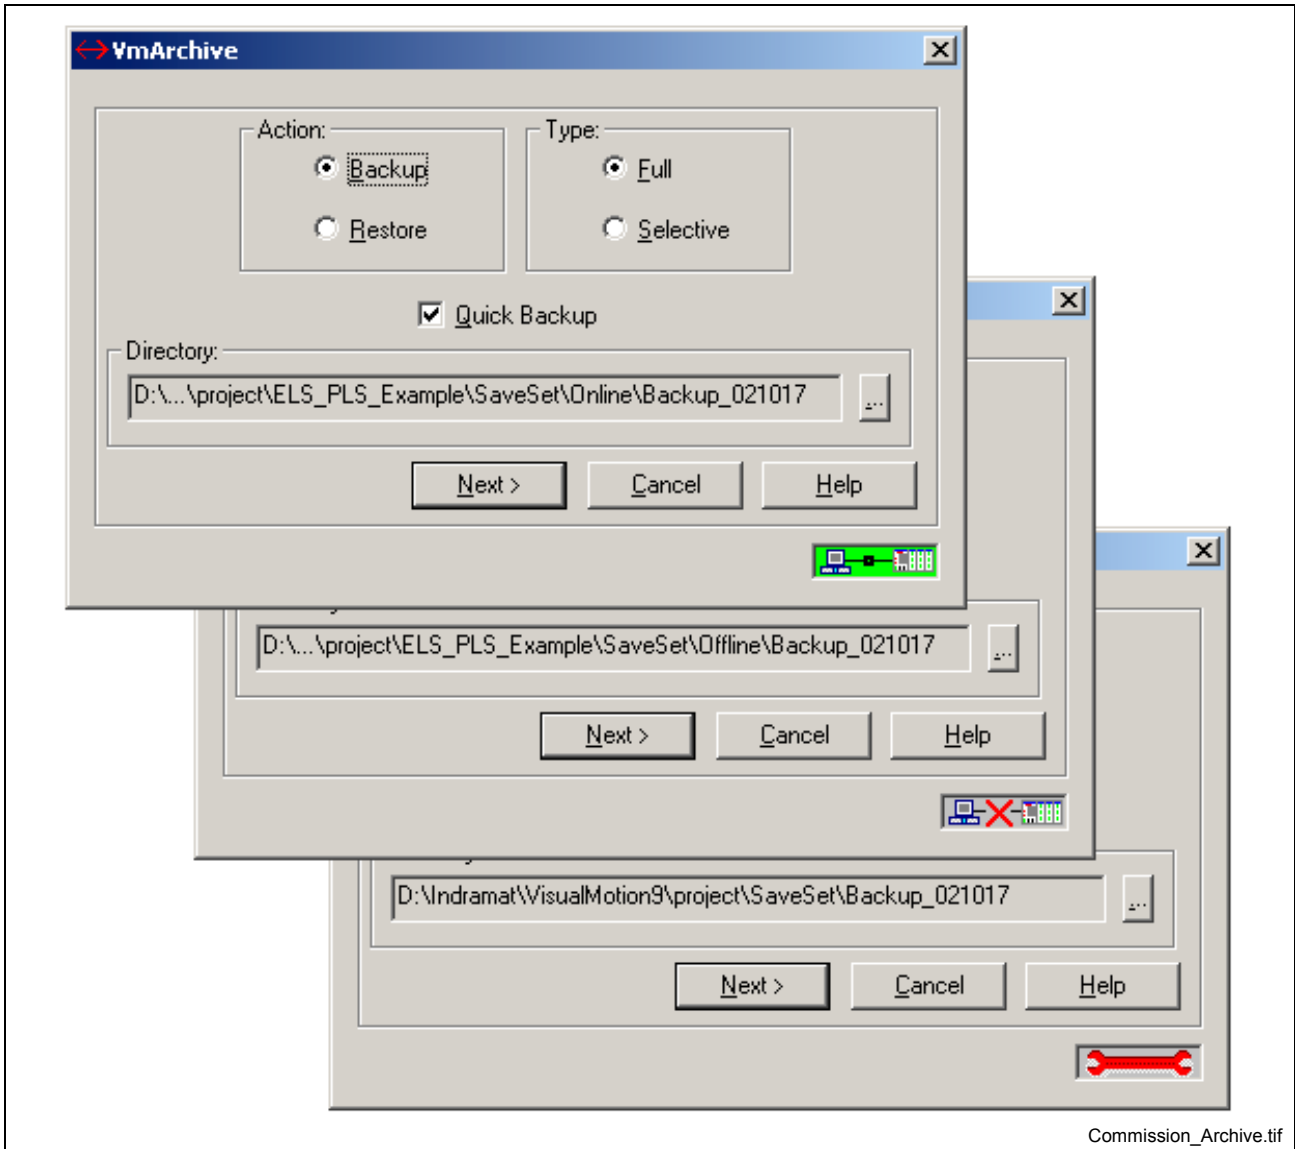 VmArchive
Action:
Type:
Backup
Full
Restore
Selective
Quick Backup
Directory:
D:\...\project\ELS_PLS_Example\SaveSet\Online\Backup_021017
...
Next >
Cancel
Help
D:\...\project\ELS_PLS_Example\SaveSet\Offline\Backup_021017
...
Next >
Cancel
Help
D:\Indramat\VisualMotion9\project\SaveSet\Backup_021017
...
Next >
Cancel
Help
Commission_Archive.tif